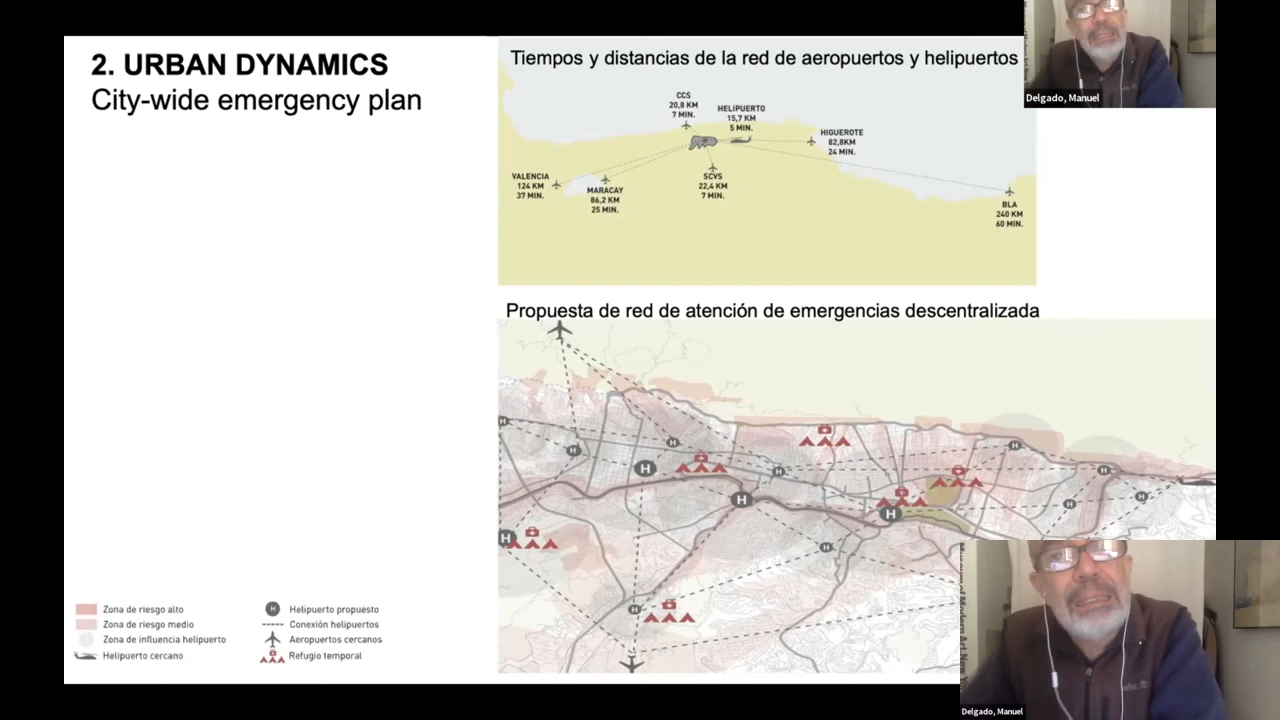 2. URBAN DYNAMICS
City-wide emergency plan
Tiempos y distancias de la red de aeropuertos y helipuertos
CCS
20,8 KM
7 MIN.
HELIPUERTO
15,7 KM
5 MIN.
HIGUEROTE
82,8KM
24 MIN.
VALENCIA
124 KM
37 MIN.
MARACAY
86,2 KM
25 MIN.
SCVS
22,4 KM
7 MIN.
BLA
240 KM
60 MIN.
Propuesta de red de atención de emergencias descentralizada
H
H
H
H
H
H
H
H
H
H
H
H
H
H
Zona de riesgo alto
Zona de riesgo medio
Zona de influencia helipuerto
Helipuerto cercano
H
Helipuerto propuesto
Conexión helipuertos
Aeropuertos cercanos
Refugio temporal
Delgado, Manuel
Delgado, Manuel